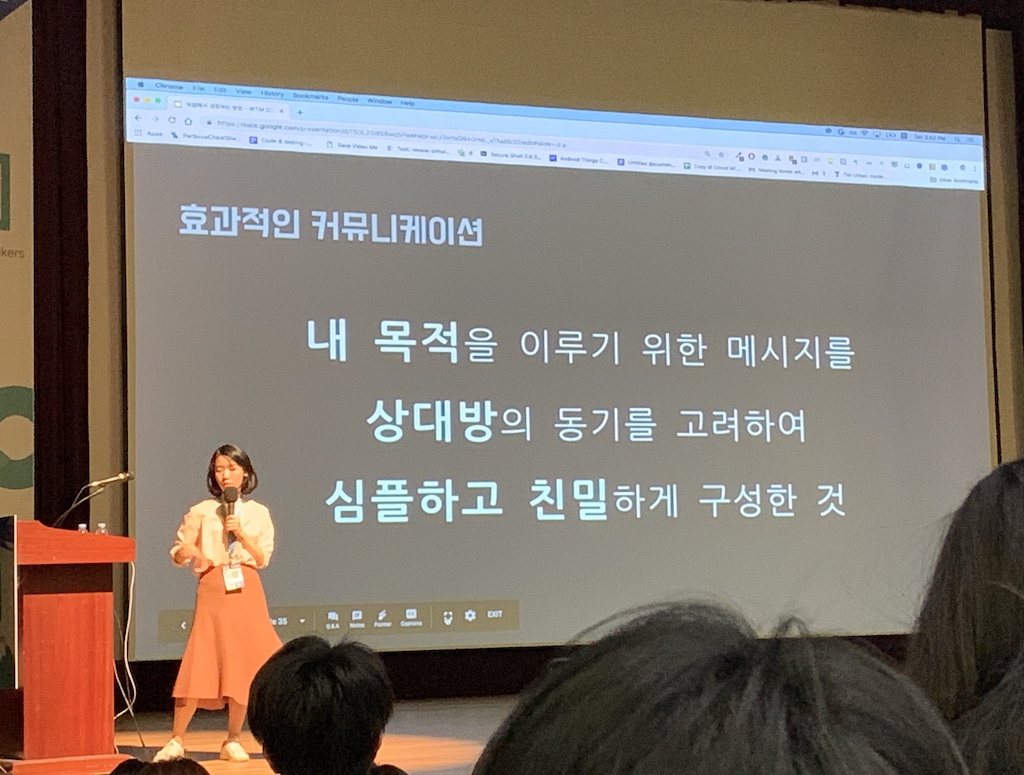 Chrome File Edit View History Bookmarks People Window Help
https://docs.google.com/presentation/d/
Apps PerforceCheatShe... Code & testing -... Save Video Me Secure Shell Android Things C... Untitled documen... Copy of Cloud Meeting Other Bookmarks
효과적인 커뮤니케이션
내 목적을 이루기 위한 메시지를
상대방의 동기를 고려하여
심플하고 친밀하게 구성한 것
35 Q&A Notes Pointer Captions EXIT
kers